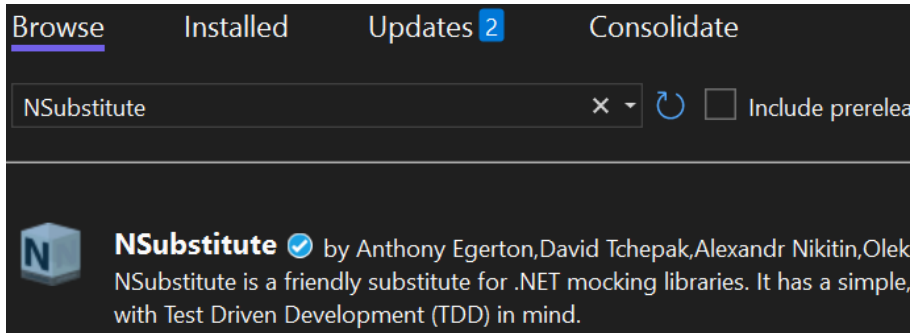 Browse Installed Updates 2 Consolidate
NSubstitute
Include prerelea
NSubstitute by Anthony Egerton,David Tchepak,Alexandr Nikitin,Olek
NSubstitute is a friendly substitute for .NET mocking libraries. It has a simple,
with Test Driven Development (TDD) in mind.